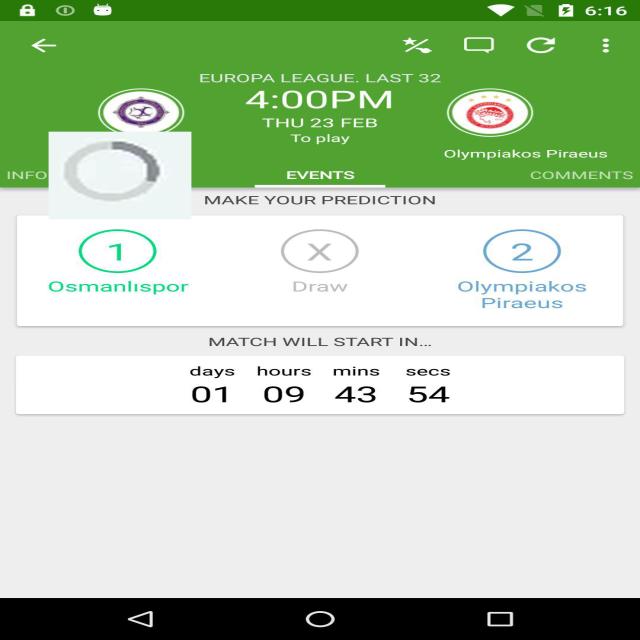 6:16
EUROPA LEAGUE. LAST 32
4:00PM
THU 23 FEB
To play
Olympiakos Piraeus
INFO
EVENTS
COMMENTS
MAKE YOUR PREDICTION
1
X
2
Osmanlıspor
Draw
Olympiakos
Piraeus
MATCH WILL START IN...
days hours mins secs
01 09 43 54